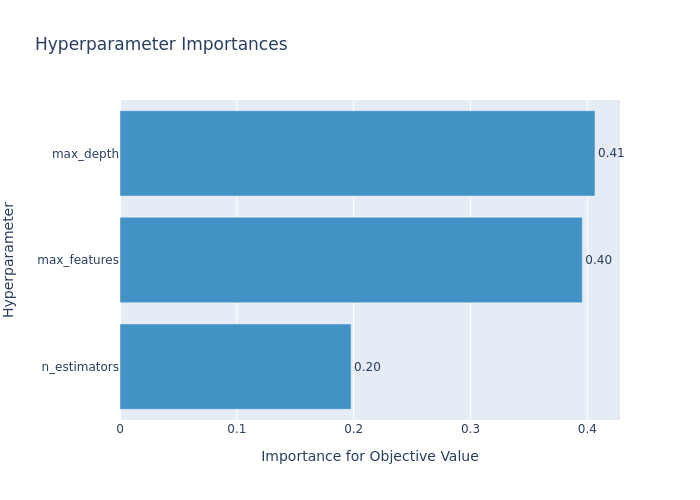 Hyperparameter Importances
Hyperparameter
max_depth
0.41
max_features
0.40
n_estimators
0.20
0 0.1 0.2 0.3 0.4
Importance for Objective Value